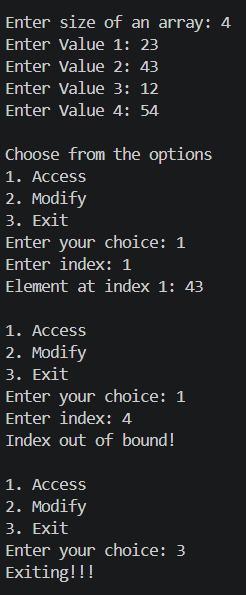 Enter size of an array: 4
Enter Value 1: 23
Enter Value 2: 43
Enter Value 3: 12
Enter Value 4: 54
Choose from the options
1. Access
2. Modify
3. Exit
Enter your choice: 1
Enter index: 1
Element at index 1: 43
1. Access
2. Modify
3. Exit
Enter your choice: 1
Enter index: 4
Index out of bound!
1. Access
2. Modify
3. Exit
Enter your choice: 3
Exiting!!!